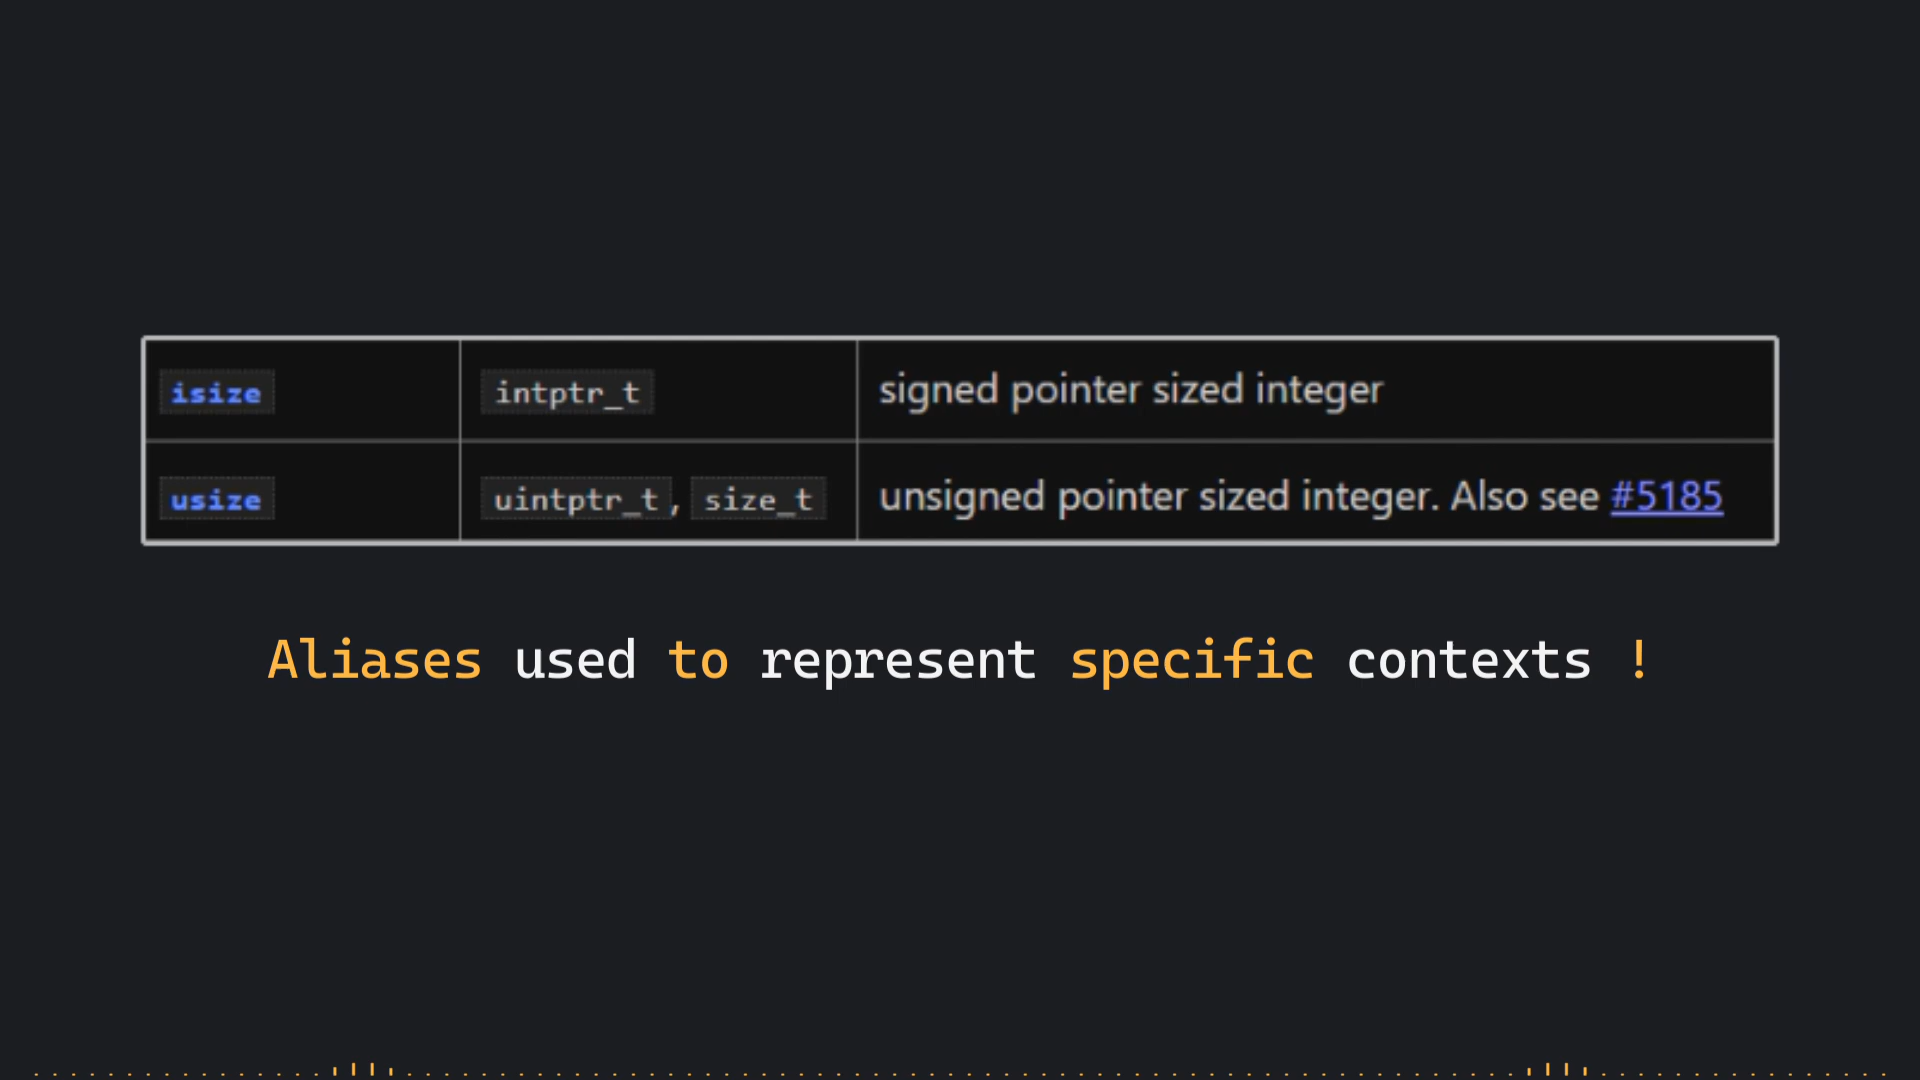 isize intptr_t signed pointer sized integer
usize uintptr_t, size_t unsigned pointer sized integer. Also see #5185
Aliases used to represent specific contexts !